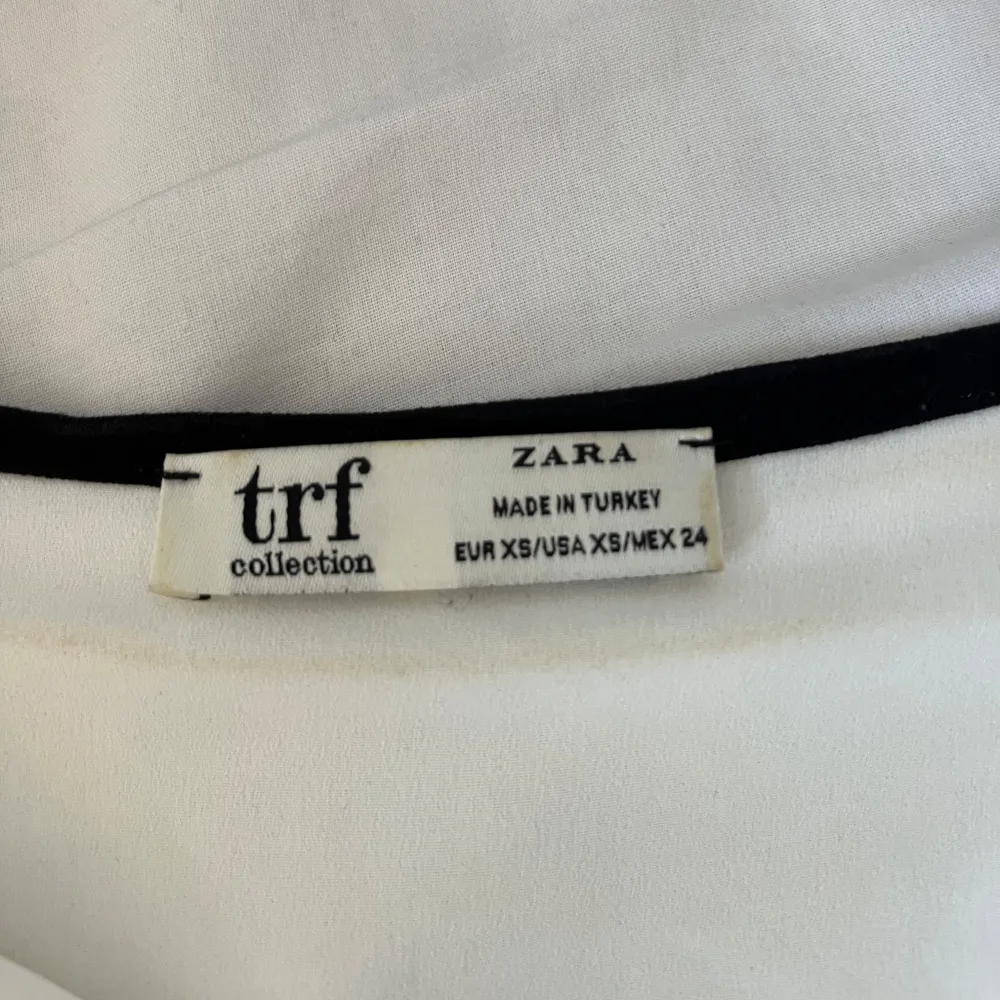 trf
collection
ZARA
MADE IN TURKEY
EUR XS/USA XS/MEX 24